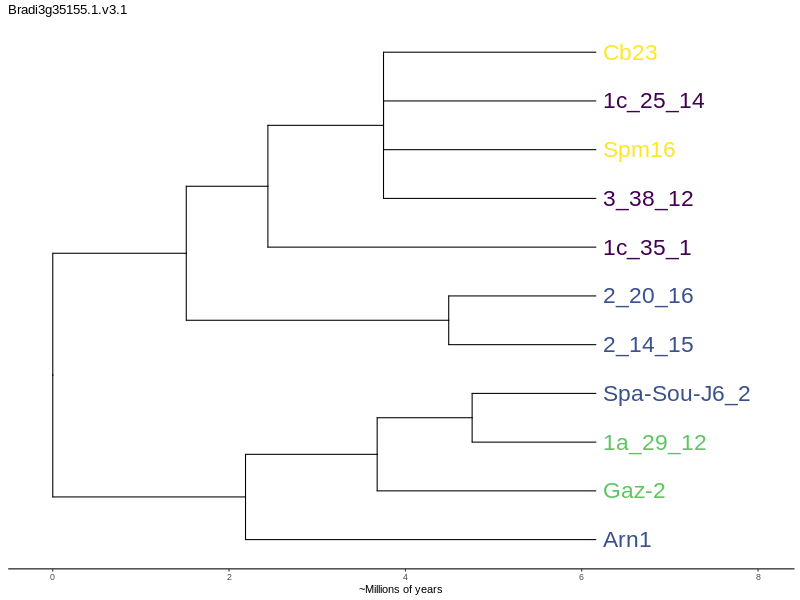 Bradi3g35155.1.v3.1
Cb23
1c_25_14
Spm16
3_38_12
1c_35_1
2_20_16
2_14_15
Spa-Sou-J6_2
1a_29_12
Gaz-2
Arn1
0 2 4 6 8
~Millions of years